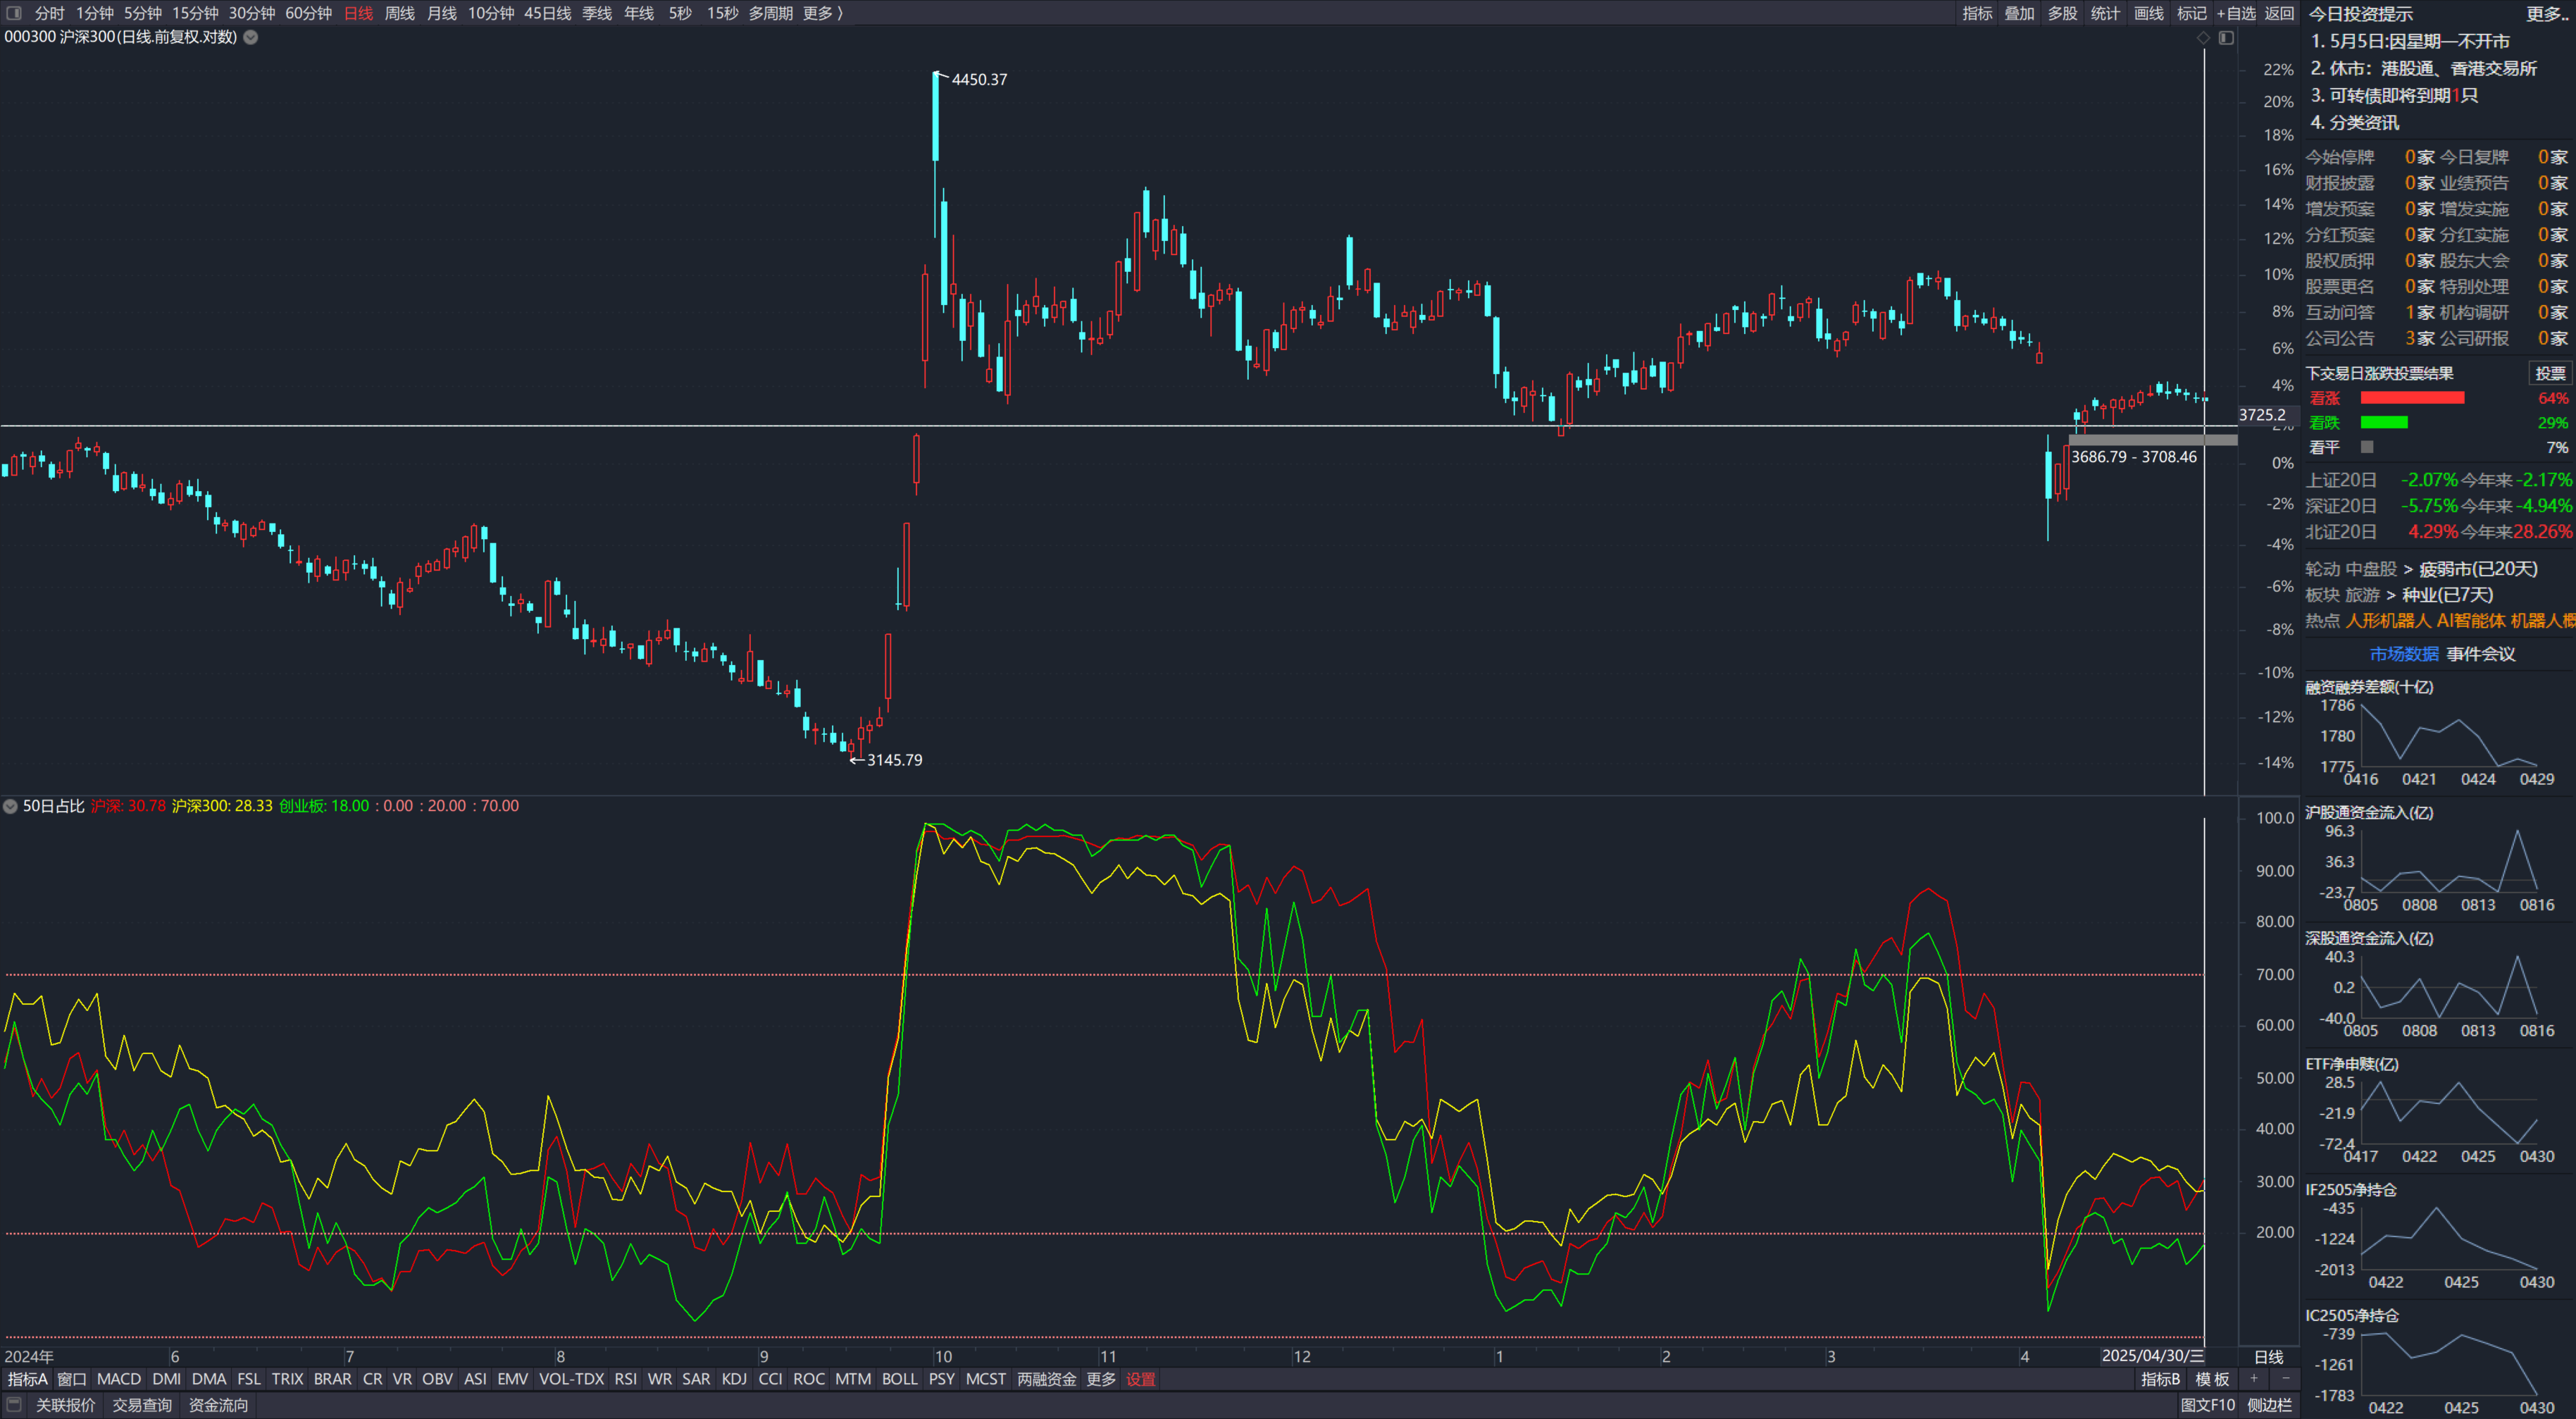 分时 1分钟 5分钟 15分钟 30分钟 60分钟 日线 周线 月线 10分钟 45日线 季线 年线 5秒 15秒 多周期 更多 〉 指标 叠加 多股 统计 画线 标记 +自选 返回
000300 沪深300(日线.前复权.对数)
4450.37
3145.79
3686.79 - 3708.46
22%
20%
18%
16%
14%
12%
10%
8%
6%
4%
3725.2
2%
0%
-2%
-4%
-6%
-8%
-10%
-12%
-14%
50日占比 沪深: 30.78 沪深300: 28.33 创业板: 18.00 : 0.00 : 20.00 : 70.00
100.0
90.00
80.00
70.00
60.00
50.00
40.00
30.00
20.00
2024年 6 7 8 9 10 11 12 1 2 3 4 2025/04/30/三 日线
指标A 窗口 MACD DMI DMA FSL TRIX BRAR CR VR OBV ASI EMV VOL-TDX RSI WR SAR KDJ CCI ROC MTM BOLL PSY MCST 两融资金 更多 设置 指标B 模 板 + −
关联报价 交易查询 资金流向 图文F10 侧边栏
今日投资提示 更多..
1. 5月5日:因星期一不开市
2. 休市：港股通、香港交易所
3. 可转债即将到期1只
4. 分类资讯
今始停牌 0家 今日复牌 0家
财报披露 0家 业绩预告 0家
增发预案 0家 增发实施 0家
分红预案 0家 分红实施 0家
股权质押 0家 股东大会 0家
股票更名 0家 特别处理 0家
互动问答 1家 机构调研 0家
公司公告 3家 公司研报 0家
下交易日涨跌投票结果 投票
看涨 64%
看跌 29%
看平 7%
上证20日 -2.07% 今年来 -2.17%
深证20日 -5.75% 今年来 -4.94%
北证20日 4.29% 今年来 28.26%
轮动 中盘股 > 疲弱市(已20天)
板块 旅游 > 种业(已7天)
热点 人形机器人 AI智能体 机器人概
市场数据 事件会议
融资融券差额(十亿)
1786
1780
1775
0416 0421 0424 0429
沪股通资金流入(亿)
96.3
36.3
-23.7
0805 0808 0813 0816
深股通资金流入(亿)
40.3
0.2
-40.0
0805 0808 0813 0816
ETF净申赎(亿)
28.5
-21.9
-72.4
0417 0422 0425 0430
IF2505净持仓
-435
-1224
-2013
0422 0425 0430
IC2505净持仓
-739
-1261
-1783
0422 0425 0430